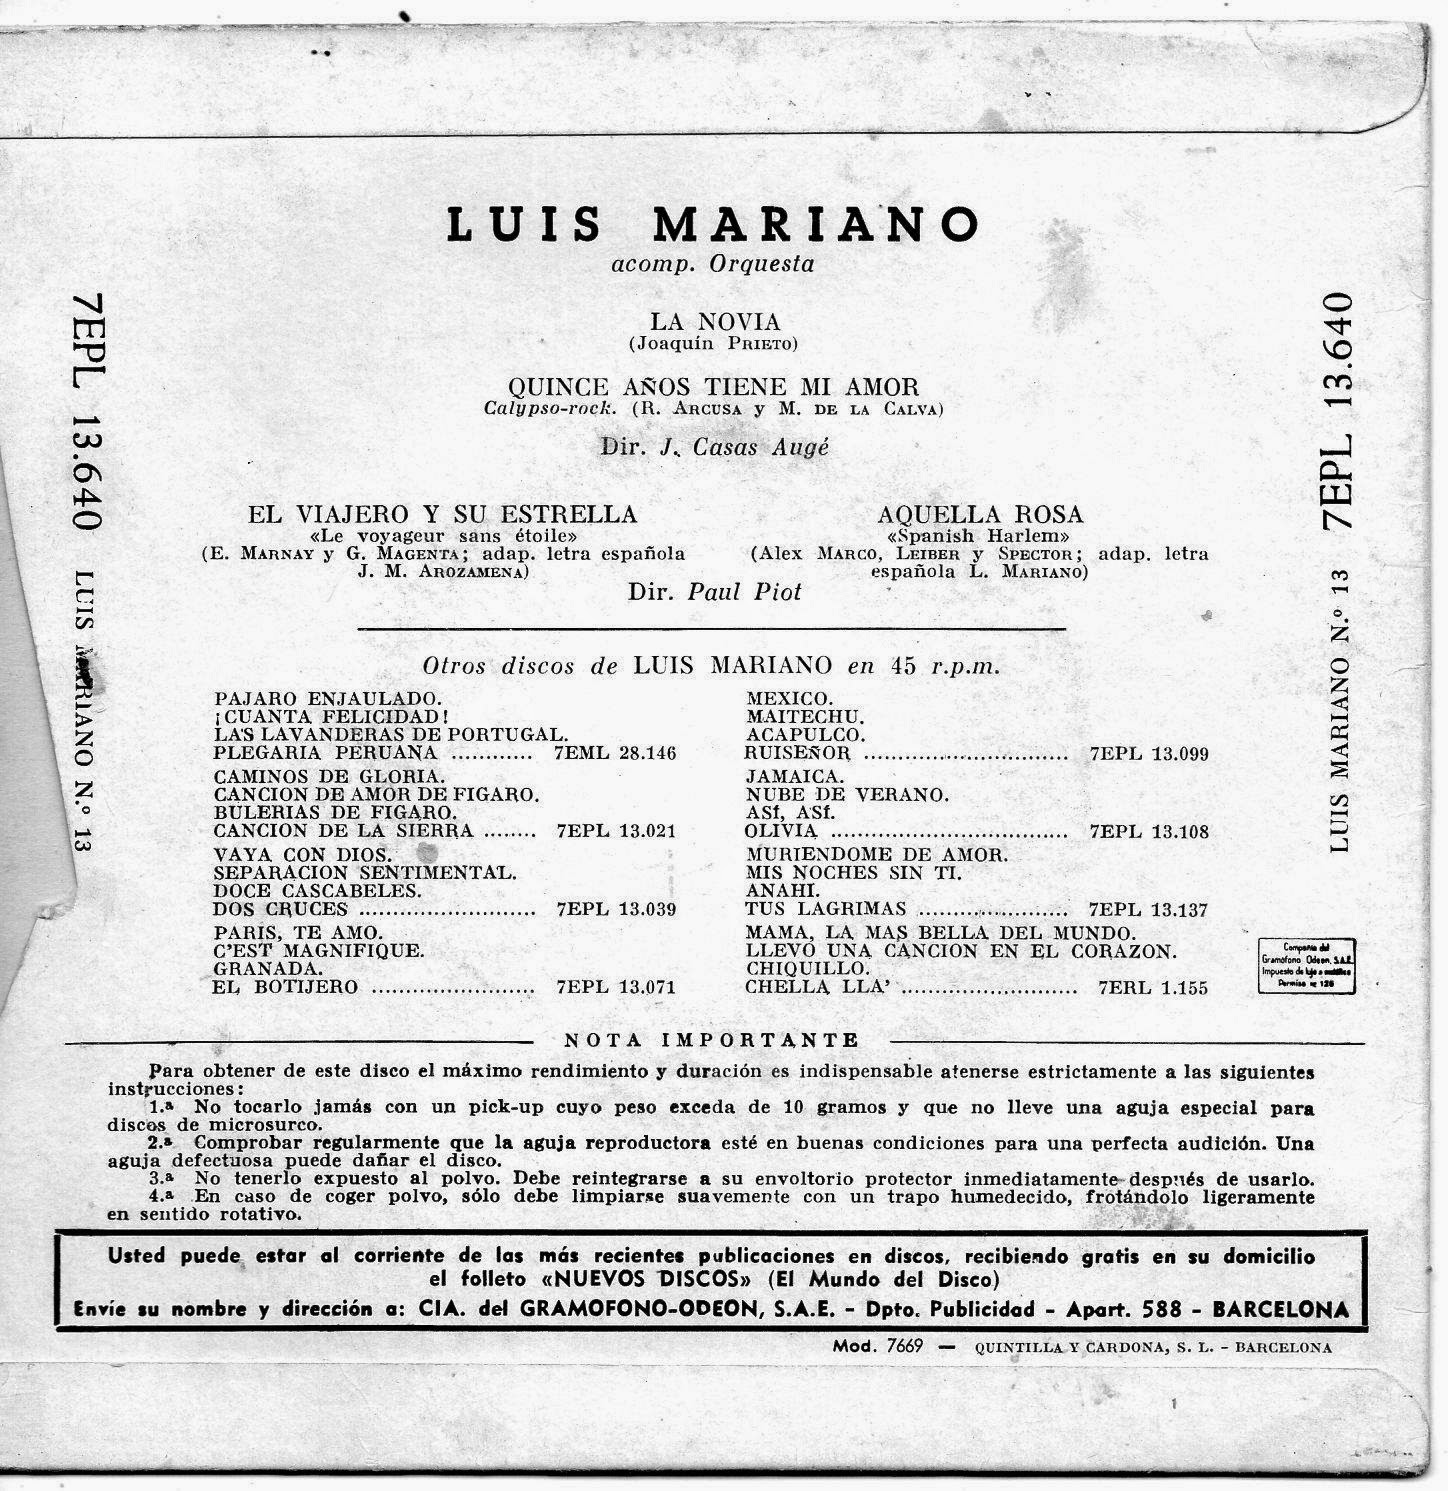 LUIS MARIANO
acomp. Orquesta
LA NOVIA
(Joaquín PRIETO)
QUINCE AÑOS TIENE MI AMOR
Calypso-rock. (R. ARCUSA y M. DE LA CALVA)
Dir. J. Casas Augé
EL VIAJERO Y SU ESTRELLA
«Le voyageur sans étoile»
(E. MARNAY y G. MAGENTA; adap. letra española
J. M. AROZAMENA)
AQUELLA ROSA
«Spanish Harlem»
(Alex MARCO, LEIBER y SPECTOR; adap. letra
española L. MARIANO)
Dir. Paul Piot
7EPL 13.640 LUIS MARIANO N.º 13
7EPL 13.640 LUIS MARIANO N.º 13
Otros discos de LUIS MARIANO en 45 r.p.m.
PAJARO ENJAULADO.
¡CUANTA FELICIDAD!
LAS LAVANDERAS DE PORTUGAL.
PLEGARIA PERUANA ............ 7EML 28.146
CAMINOS DE GLORIA.
CANCION DE AMOR DE FIGARO.
BULERIAS DE FIGARO.
CANCION DE LA SIERRA ........ 7EPL 13.021
VAYA CON DIOS.
SEPARACION SENTIMENTAL.
DOCE CASCABELES.
DOS CRUCES .......................... 7EPL 13.039
PARIS, TE AMO.
C'EST MAGNIFIQUE.
GRANADA.
EL BOTIJERO ........................ 7EPL 13.071
MEXICO.
MAITECHU.
ACAPULCO.
RUISEÑOR .............................. 7EPL 13.099
JAMAICA.
NUBE DE VERANO.
ASÍ, ASÍ.
OLIVIA ................................... 7EPL 13.108
MURIENDOME DE AMOR.
MIS NOCHES SIN TI.
ANAHI.
TUS LAGRIMAS ...................... 7EPL 13.137
MAMA, LA MAS BELLA DEL MUNDO.
LLEVO UNA CANCION EN EL CORAZON.
CHIQUILLO.
CHELLA LLA' .......................... 7ERL 1.155
Compañia del
Gramófono Odeon, S.A.E.
Impuesto de lujo a metálico
Permiso nº 126
NOTA IMPORTANTE
Para obtener de este disco el máximo rendimiento y duración es indispensable atenerse estrictamente a las siguientes
instrucciones:
1.ª No tocarlo jamás con un pick-up cuyo peso exceda de 10 gramos y que no lleve una aguja especial para
discos de microsurco.
2.ª Comprobar regularmente que la aguja reproductora esté en buenas condiciones para una perfecta audición. Una
aguja defectuosa puede dañar el disco.
3.ª No tenerlo expuesto al polvo. Debe reintegrarse a su envoltorio protector inmediatamente después de usarlo.
4.ª En caso de coger polvo, sólo debe limpiarse suavemente con un trapo humedecido, frotándolo ligeramente
en sentido rotativo.
Usted puede estar al corriente de las más recientes publicaciones en discos, recibiendo gratis en su domicilio
el folleto «NUEVOS DISCOS» (El Mundo del Disco)
Envíe su nombre y dirección a: CIA. del GRAMOFONO-ODEON, S.A.E. - Dpto. Publicidad - Apart. 588 - BARCELONA
Mod. 7669 — QUINTILLA Y CARDONA, S. L. - BARCELONA